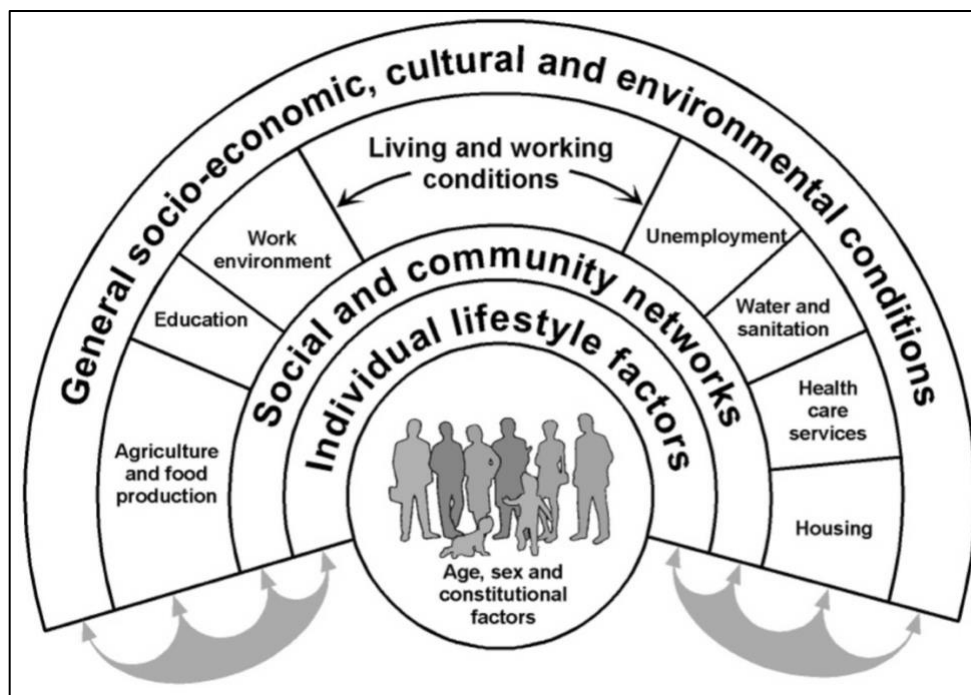 General socio-economic, cultural and environmental conditions
Living and working
conditions
Agriculture
and food
production
Education
Work
environment
Unemployment
Water and
sanitation
Health
care
services
Housing
Social and community networks
Individual lifestyle factors
Age, sex and
constitutional
factors